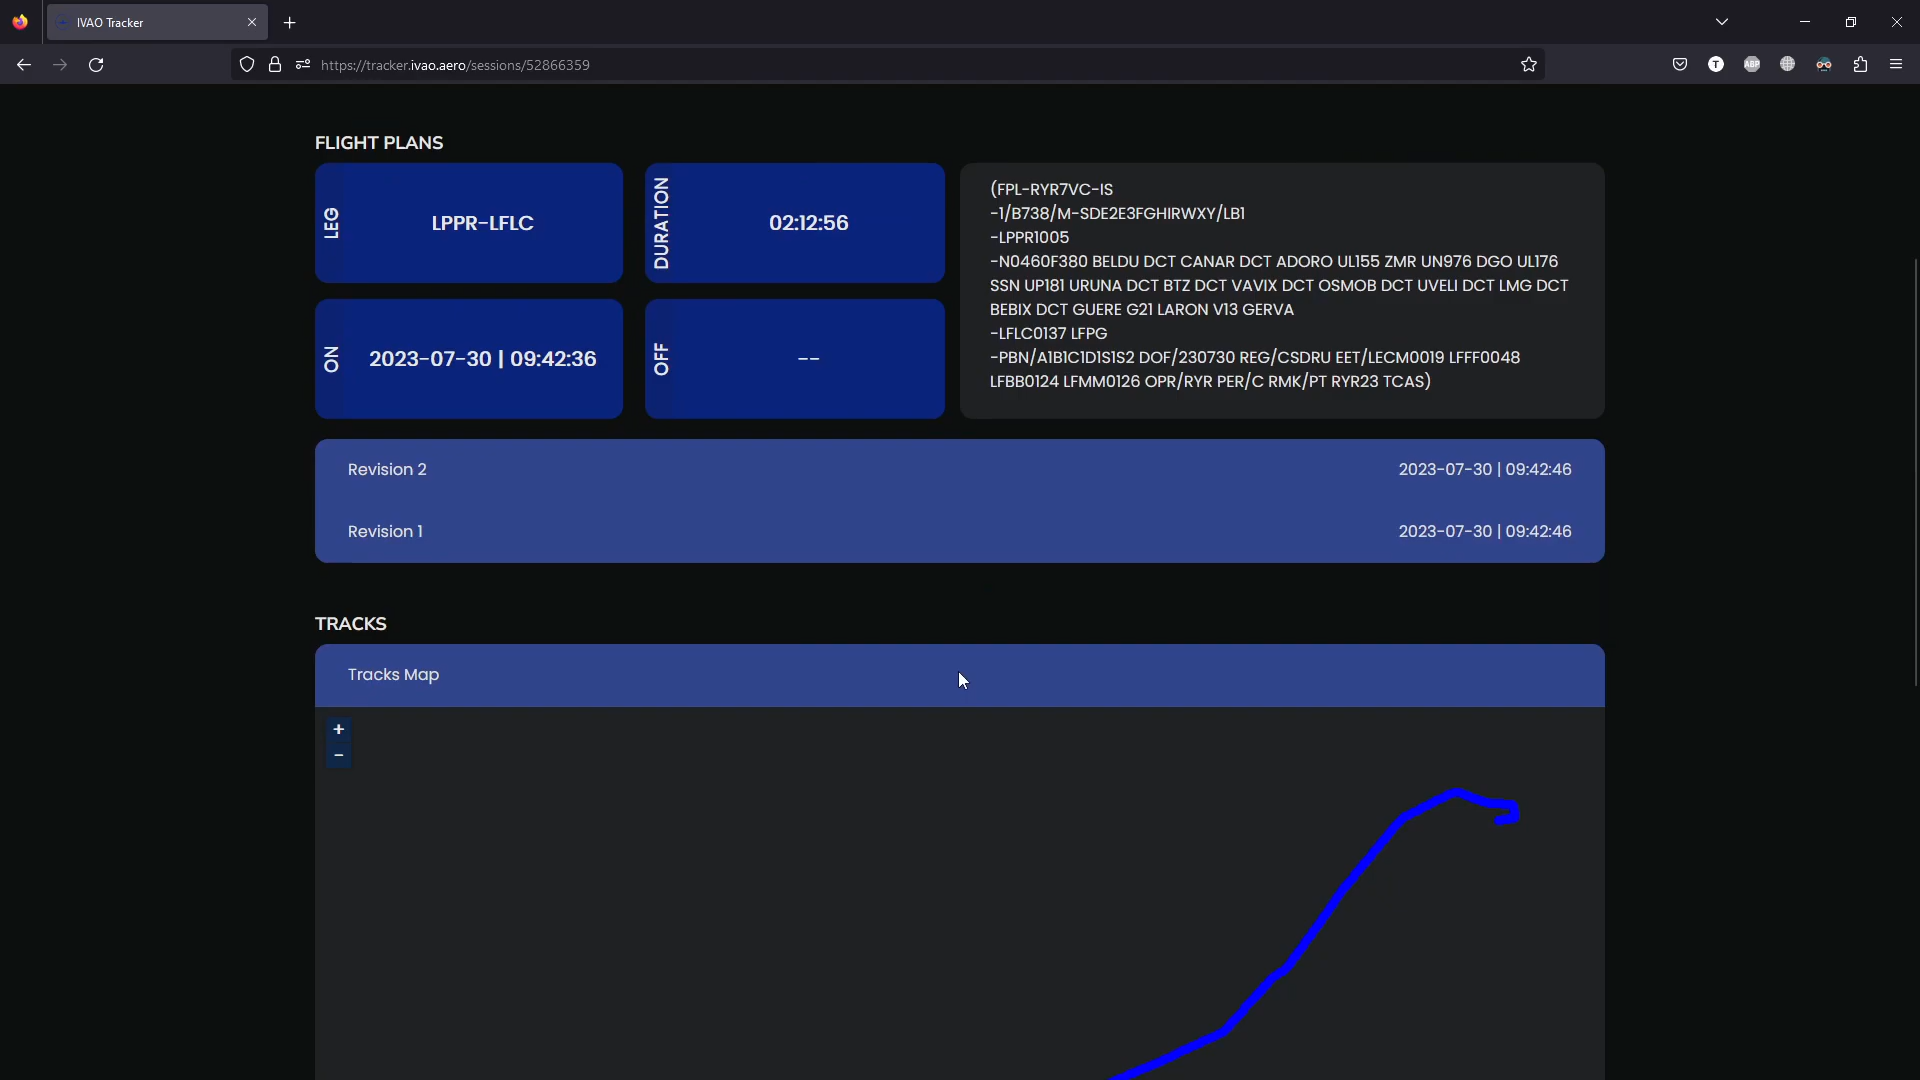 IVAO Tracker
https://tracker.ivao.aero/sessions/52866359
T
ABP
FLIGHT PLANS
LEG
LPPR-LFLC
DURATION
02:12:56
ON
2023-07-30 | 09:42:36
OFF
--
(FPL-RYR7VC-IS
-1/B738/M-SDE2E3FGHIRWXY/LB1
-LPPR1005
-N0460F380 BELDU DCT CANAR DCT ADORO UL155 ZMR UN976 DGO UL176
SSN UP181 URUNA DCT BTZ DCT VAVIX DCT OSMOB DCT UVELI DCT LMG DCT
BEBIX DCT GUERE G21 LARON V13 GERVA
-LFLC0137 LFPG
-PBN/A1B1C1D1S1S2 DOF/230730 REG/CSDRU EET/LECM0019 LFFF0048
LFBB0124 LFMM0126 OPR/RYR PER/C RMK/PT RYR23 TCAS)
Revision 2
2023-07-30 | 09:42:46
Revision 1
2023-07-30 | 09:42:46
TRACKS
Tracks Map
+
−